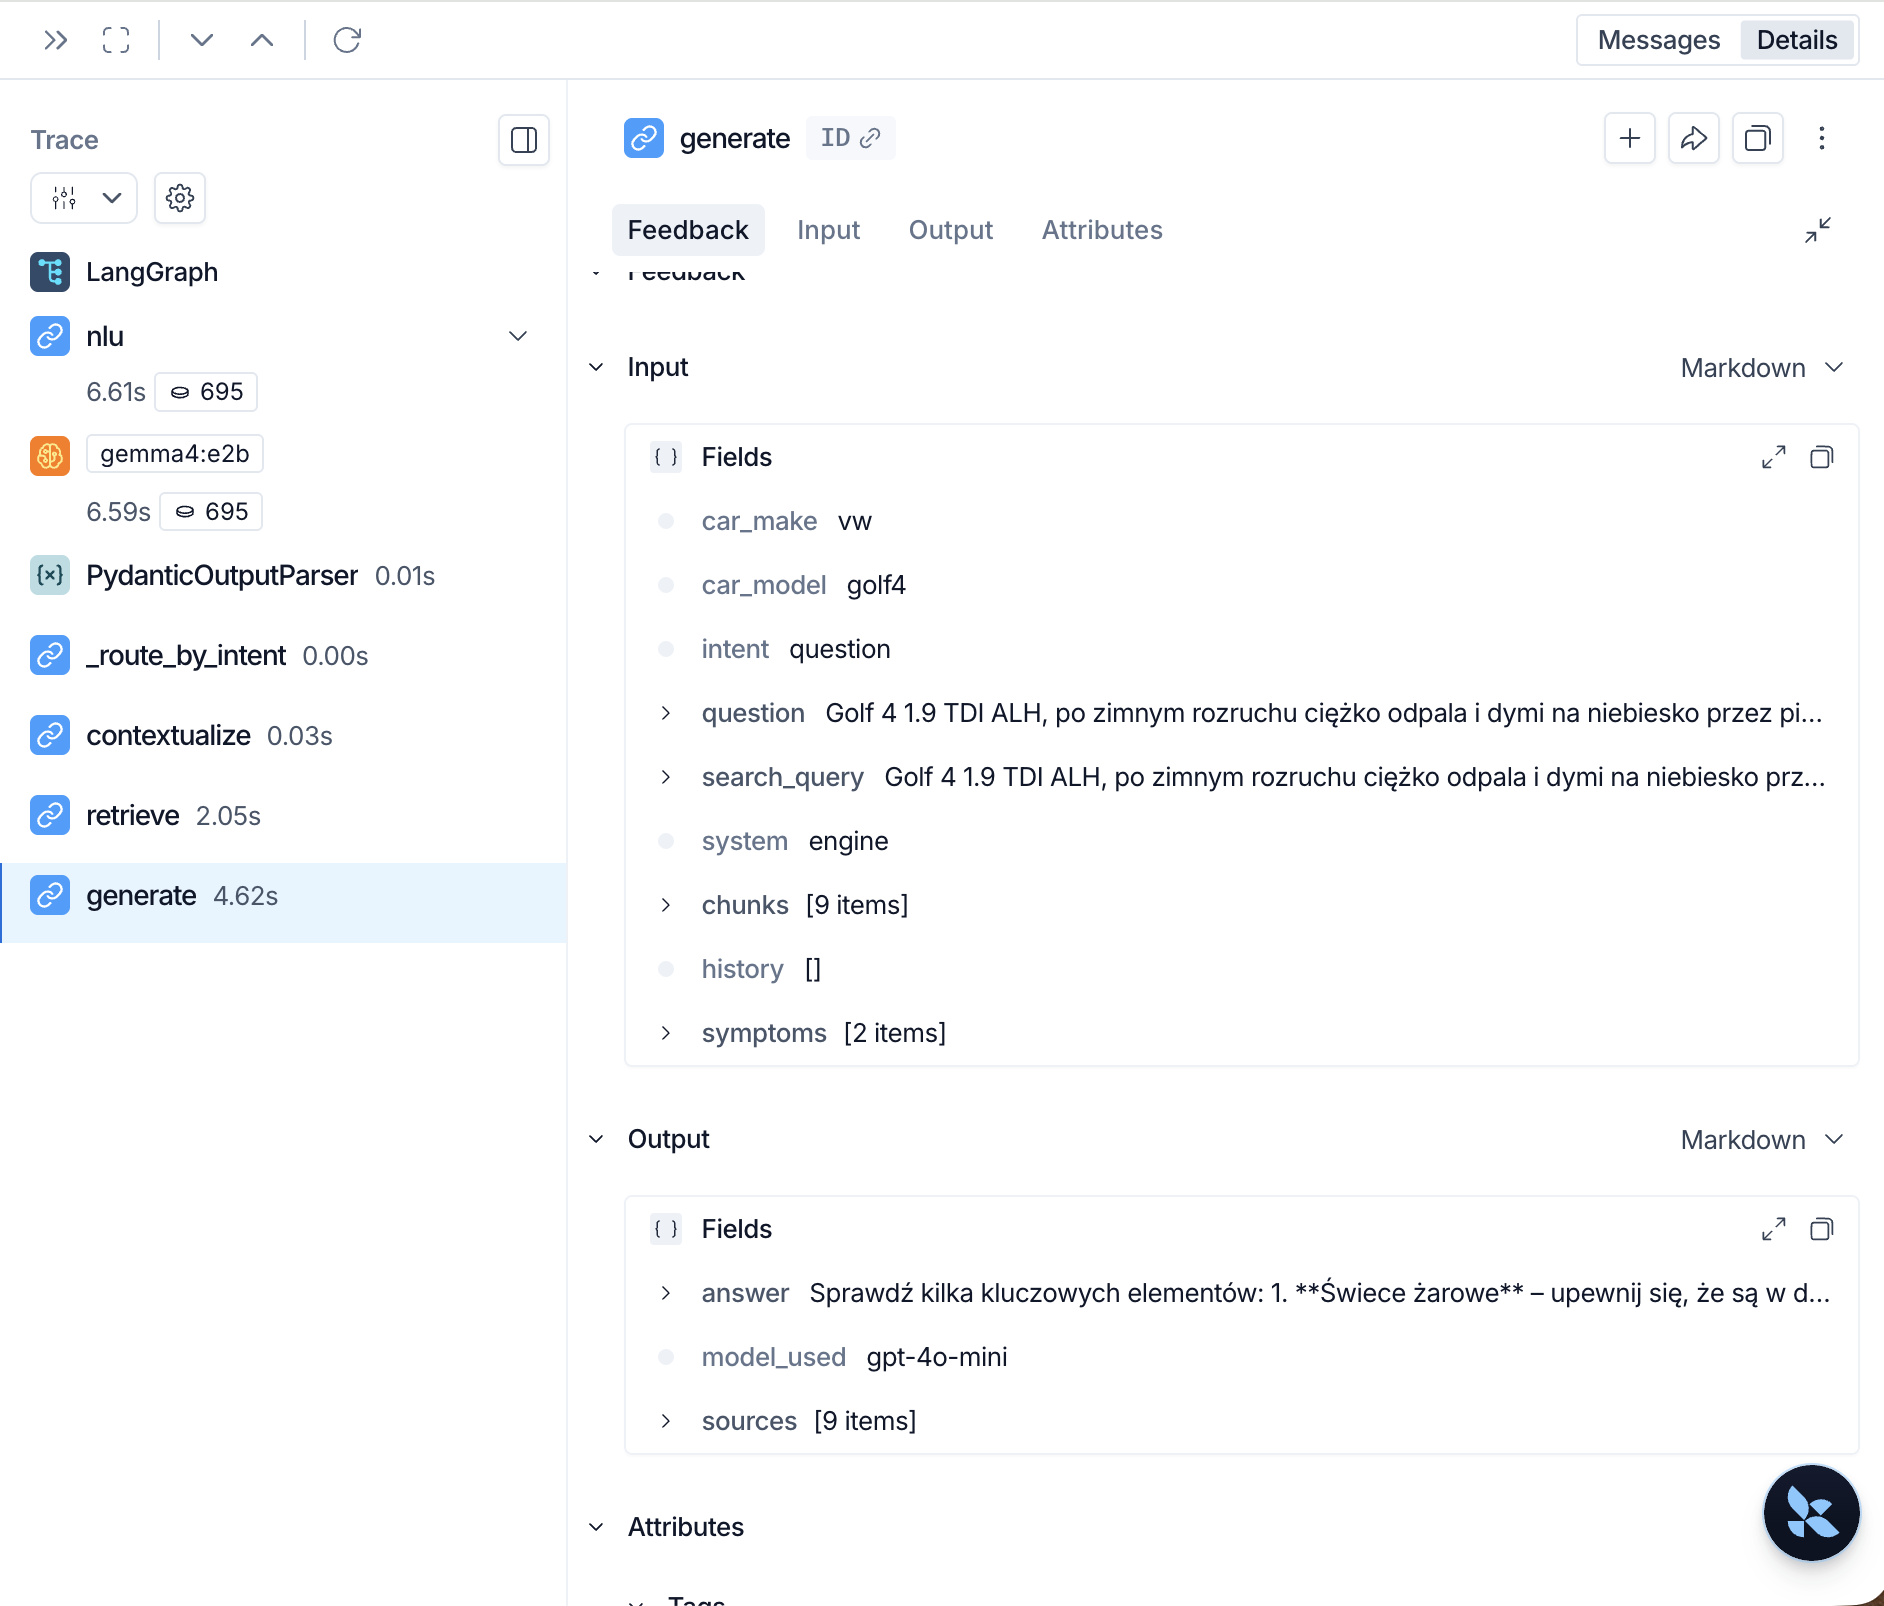 Messages
Details
Trace
LangGraph
nlu
6.61s 695
gemma4:e2b
6.59s 695
PydanticOutputParser 0.01s
_route_by_intent 0.00s
contextualize 0.03s
retrieve 2.05s
generate 4.62s
generate ID
Feedback Input Output Attributes
Feedback
Input Markdown
{ } Fields
car_make vw
car_model golf4
intent question
question Golf 4 1.9 TDI ALH, po zimnym rozruchu ciężko odpala i dymi na niebiesko przez pi...
search_query Golf 4 1.9 TDI ALH, po zimnym rozruchu ciężko odpala i dymi na niebiesko prz...
system engine
chunks [9 items]
history []
symptoms [2 items]
Output Markdown
{ } Fields
answer Sprawdź kilka kluczowych elementów: 1. **Świece żarowe** – upewnij się, że są w d...
model_used gpt-4o-mini
sources [9 items]
Attributes
Tags